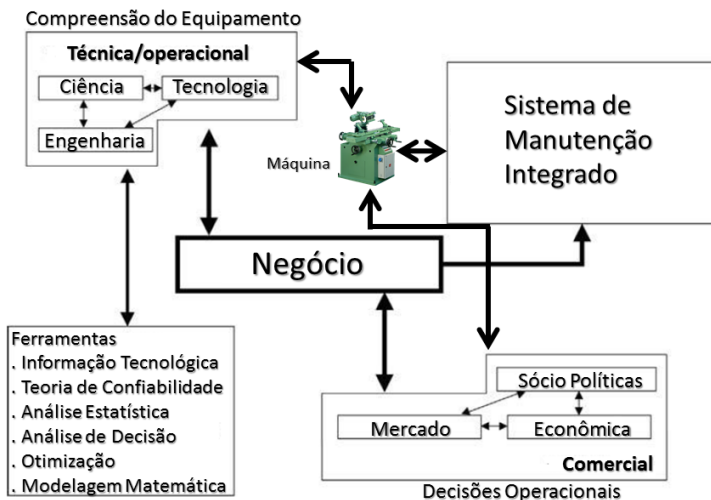 Compreensão do Equipamento
Técnica/operacional
Ciência
Tecnologia
Engenharia
Máquina
Sistema de
Manutenção
Integrado
Negócio
Ferramentas
. Informação Tecnológica
. Teoria de Confiabilidade
. Análise Estatística
. Análise de Decisão
. Otimização
. Modelagem Matemática
Sócio Políticas
Mercado
Econômica
Comercial
Decisões Operacionais